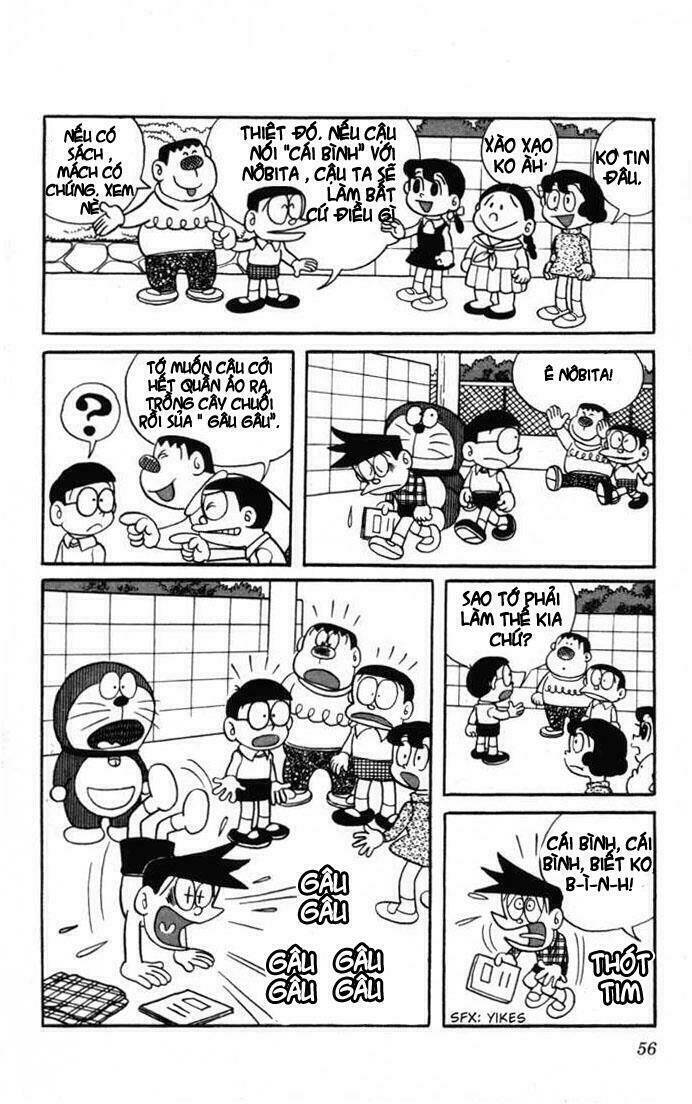 NẾU CÓ
SÁCH,
MÁCH CÓ
CHỨNG. XEM
NÈ
THIỆT ĐÓ. NẾU CẬU
NÓI "CÁI BÌNH" VỚI
NÔBITA, CẬU TA SẼ
LÀM BẤT
CỨ ĐIỀU GÌ
XÀO XẠO
KO ÀH.
KO TIN
ĐÂU.
?
TỚ MUỐN CẬU CỞI
HẾT QUẦN ÁO RA,
TRỒNG CÂY CHUỐI
RỒI SỦA " GÂU GÂU".
Ê NÔBITA!
SAO TỚ PHẢI
LÀM THẾ KIA
CHỨ?
CÁI BÌNH, CÁI
BÌNH, BIẾT KO
B-Ì-N-H!
THÓT
TIM
SFX: YIKES
GÂU
GÂU
GÂU GÂU
GÂU GÂU
56